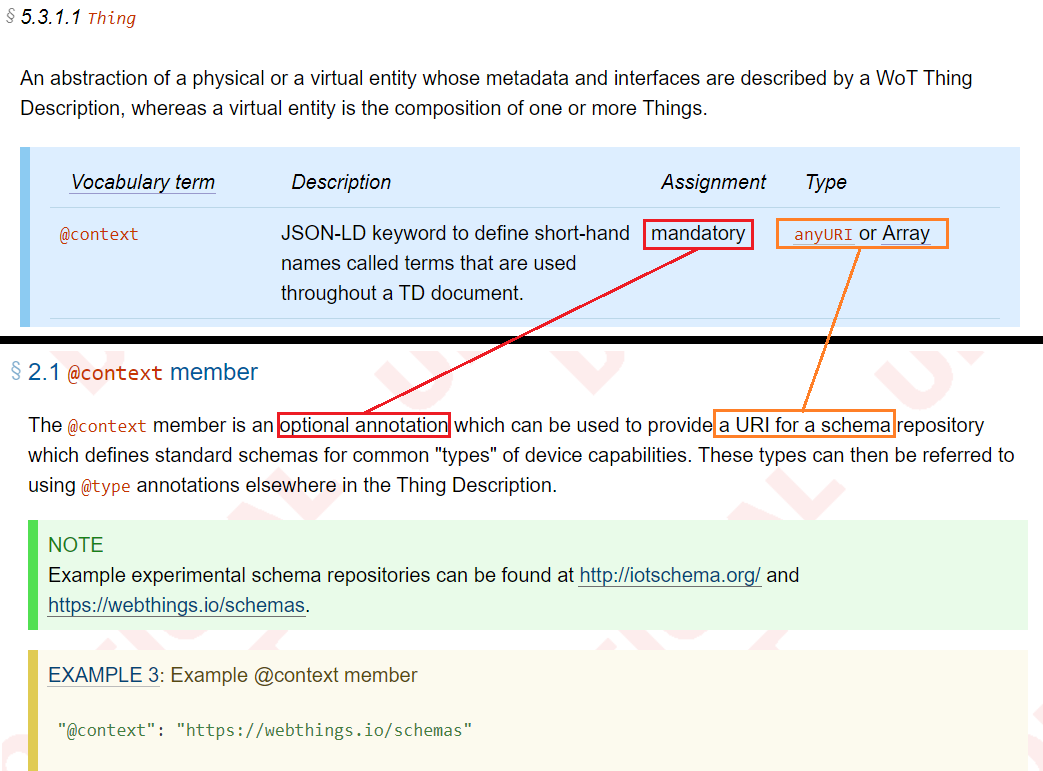 § 5.3.1.1 Thing
An abstraction of a physical or a virtual entity whose metadata and interfaces are described by a WoT Thing
Description, whereas a virtual entity is the composition of one or more Things.
Vocabulary term Description Assignment Type
@context JSON-LD keyword to define short-hand mandatory anyURI or Array
names called terms that are used
throughout a TD document.
§ 2.1 @context member
The @context member is an optional annotation which can be used to provide a URI for a schema repository
which defines standard schemas for common "types" of device capabilities. These types can then be referred to
using @type annotations elsewhere in the Thing Description.
NOTE
Example experimental schema repositories can be found at http://iotschema.org/ and
https://webthings.io/schemas.
EXAMPLE 3: Example @context member
"@context": "https://webthings.io/schemas"